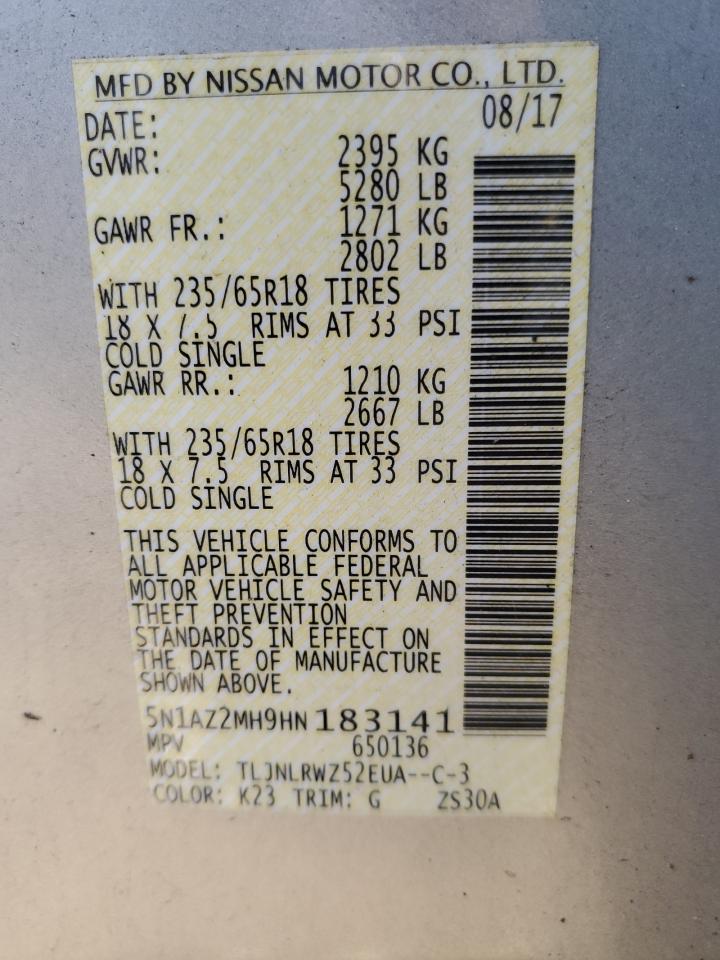 MFD BY NISSAN MOTOR CO., LTD.
DATE: 08/17
GVWR: 2395 KG
5280 LB
GAWR FR.: 1271 KG
2802 LB
WITH 235/65R18 TIRES
18 X 7.5 RIMS AT 33 PSI
COLD SINGLE
GAWR RR.: 1210 KG
2667 LB
WITH 235/65R18 TIRES
18 X 7.5 RIMS AT 33 PSI
COLD SINGLE
THIS VEHICLE CONFORMS TO
ALL APPLICABLE FEDERAL
MOTOR VEHICLE SAFETY AND
THEFT PREVENTION
STANDARDS IN EFFECT ON
THE DATE OF MANUFACTURE
SHOWN ABOVE.
5N1AZ2MH9HN183141
MPV 650136
MODEL: TLJNLRWZ52EUA--C-3
COLOR: K23 TRIM: G ZS30A